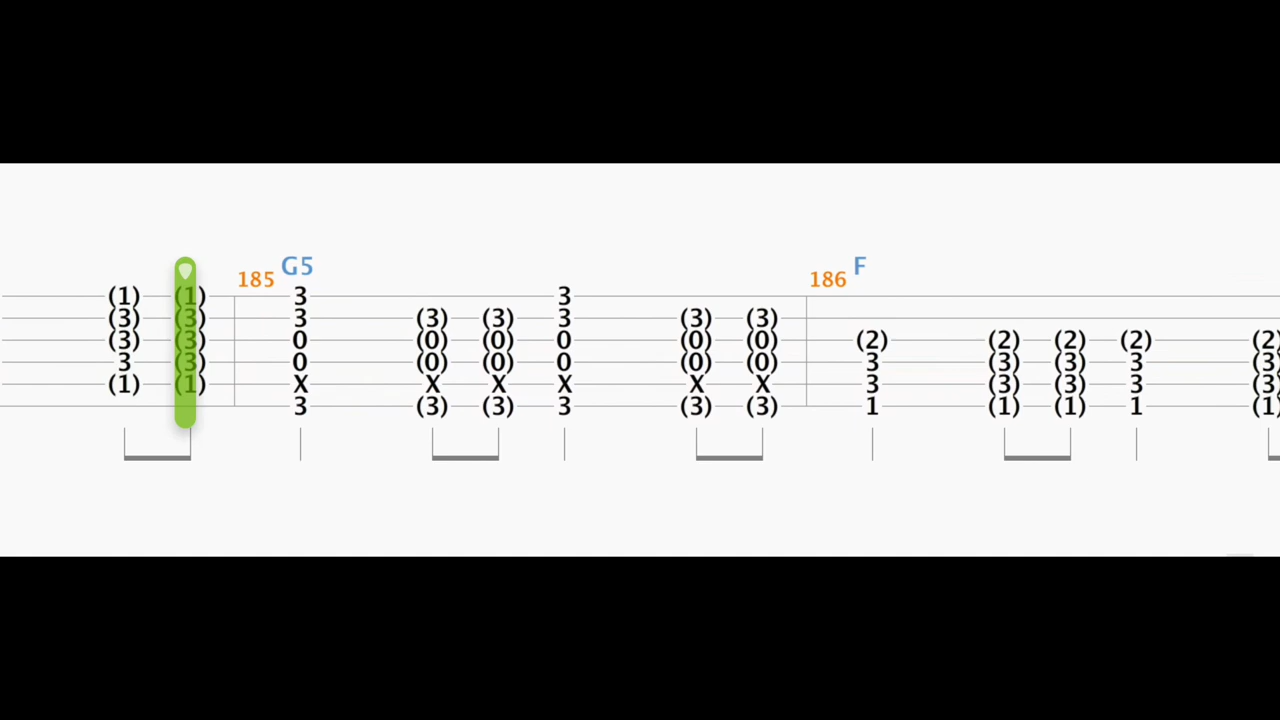 185 G5 186 F
(1) (1) 3 3
(3) (3) 3 (3) (3) 3 (3) (3)
(3) (3) 0 (0) (0) 0 (0) (0) (2) (2) (2) (2) (2)
3 (3) 0 (0) (0) 0 (0) (0) 3 (3) (3) 3 (3)
(1) (1) X X X X X X 3 (3) (3) 3 (3)
3 (3) (3) 3 (3) (3) 1 (1) (1) 1 (1)